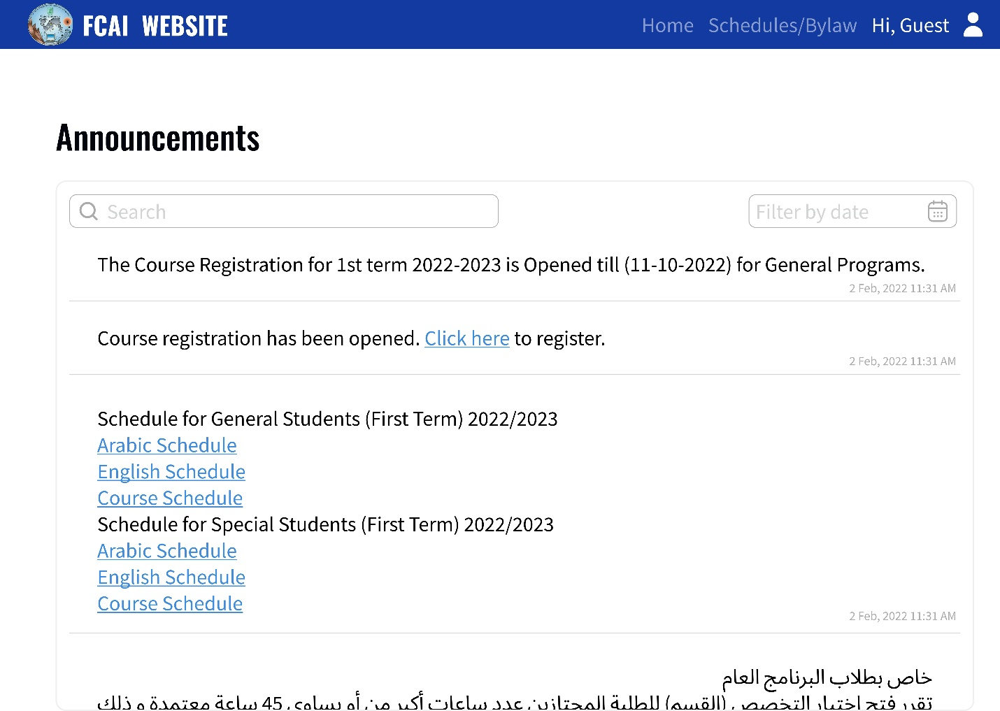 FCAI WEBSITE
Home Schedules/Bylaw Hi, Guest
Announcements
Search
Filter by date
The Course Registration for 1st term 2022-2023 is Opened till (11-10-2022) for General Programs.
2 Feb, 2022 11:31 AM
Course registration has been opened. Click here to register.
2 Feb, 2022 11:31 AM
Schedule for General Students (First Term) 2022/2023
Arabic Schedule
English Schedule
Course Schedule
Schedule for Special Students (First Term) 2022/2023
Arabic Schedule
English Schedule
Course Schedule
2 Feb, 2022 11:31 AM
خاص بطلاب البرنامج العام
تقرر فتح اختيار التخصص (القسم) للطلبة المجتازين عدد ساعات أكبر من أو يساوي 45 ساعة معتمدة و ذلك